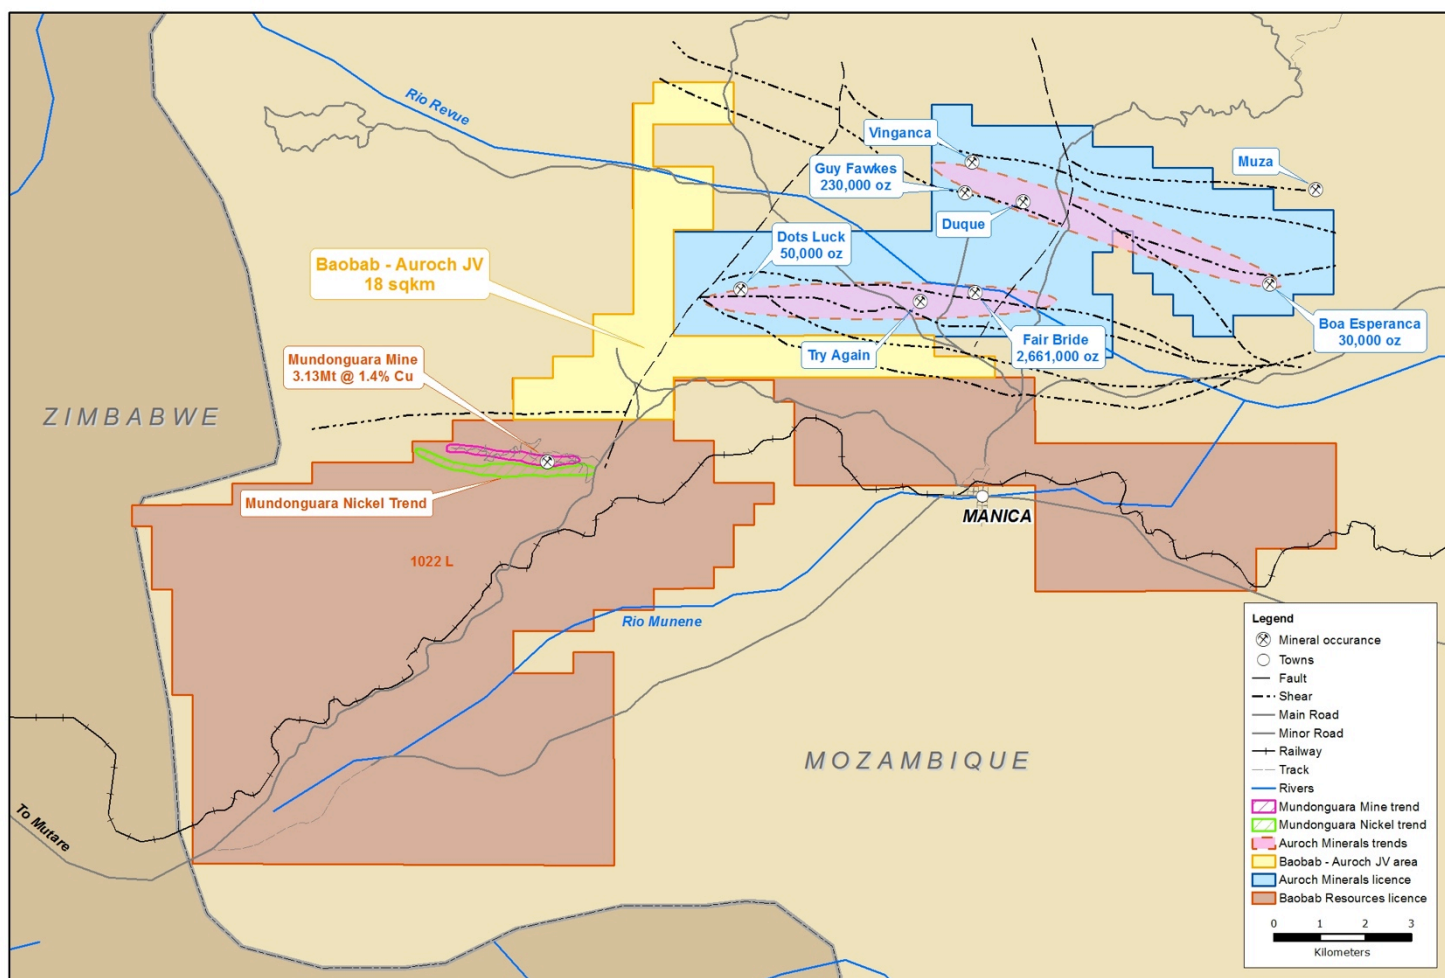 Rio Revue
Vinganca
Guy Fawkes
230,000 oz
Muza
Duque
Dots Luck
50,000 oz
Baobab - Auroch JV
18 sqkm
Boa Esperanca
30,000 oz
Fair Bride
2,661,000 oz
Try Again
Mundonguara Mine
3.13Mt @ 1.4% Cu
ZIMBABWE
Mundonguara Nickel Trend
MANICA
1022 L
Rio Munene
MOZAMBIQUE
To Mutare
Legend
Mineral occurance
Towns
Fault
Shear
Main Road
Minor Road
Railway
Track
Rivers
Mundonguara Mine trend
Mundonguara Nickel trend
Auroch Minerals trends
Baobab - Auroch JV area
Auroch Minerals licence
Baobab Resources licence
0 1 2 3
Kilometers